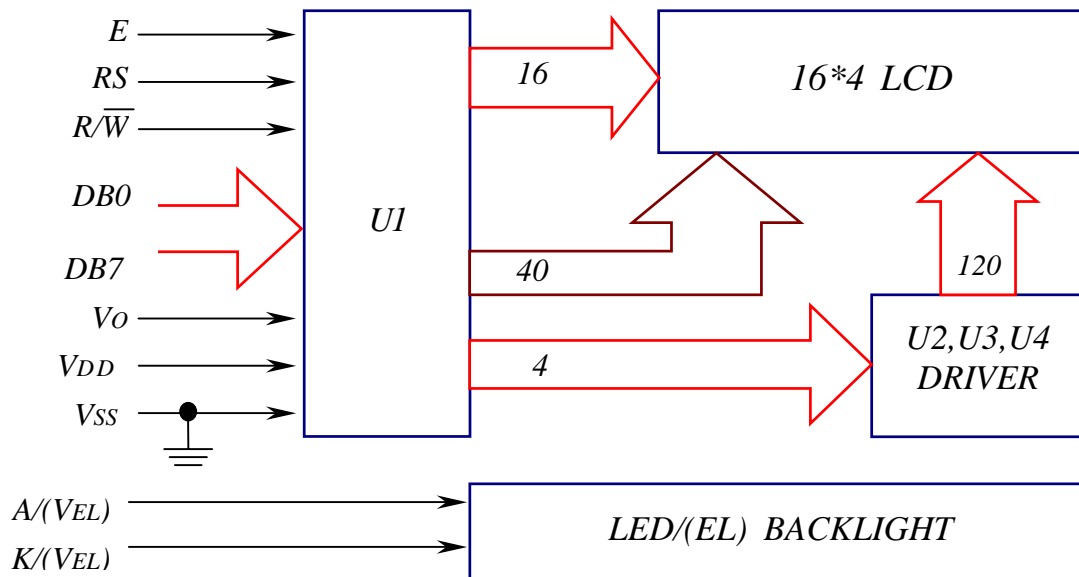 E
RS
R/W̅
DB0
DB7
VO
VDD
VSS
A/(VEL)
K/(VEL)
U1
16
40
4
16*4 LCD
120
U2,U3,U4
DRIVER
LED/(EL) BACKLIGHT